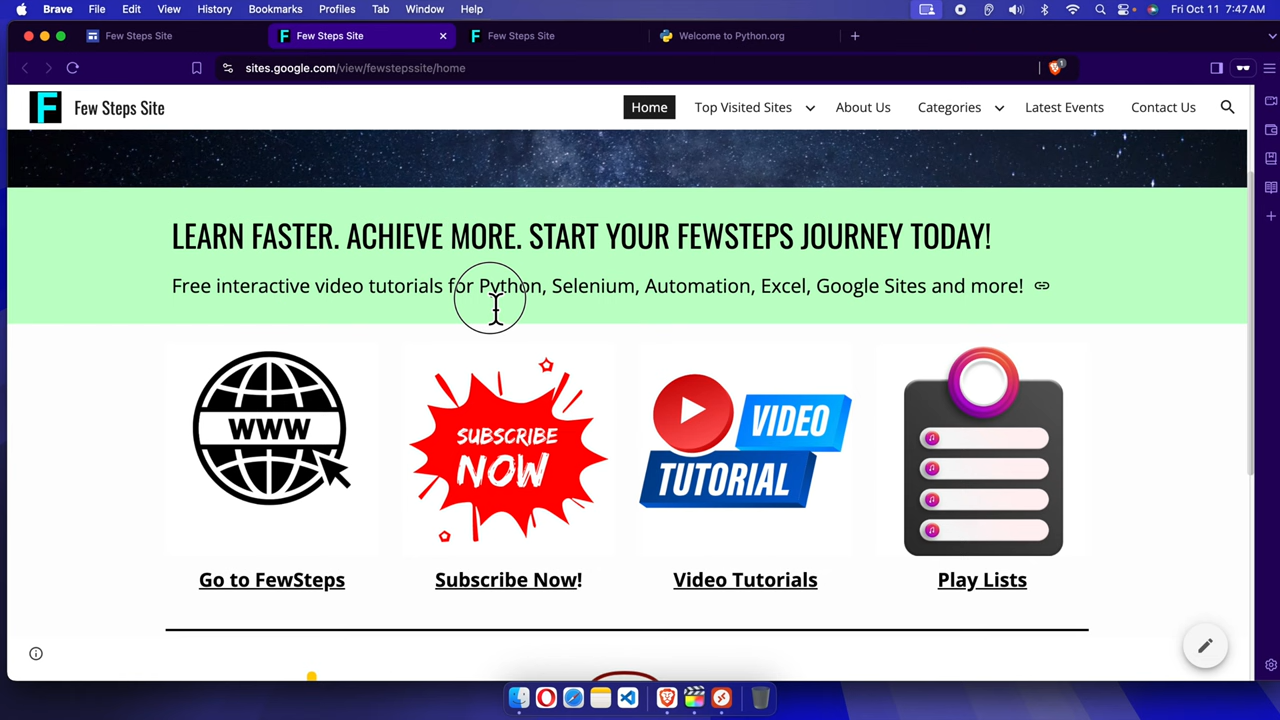 Brave File Edit View History Bookmarks Profiles Tab Window Help Fri Oct 11 7:47 AM
Few Steps Site Few Steps Site Few Steps Site Welcome to Python.org
sites.google.com/view/fewstepssite/home 1
F Few Steps Site Home Top Visited Sites About Us Categories Latest Events Contact Us
LEARN FASTER. ACHIEVE MORE. START YOUR FEWSTEPS JOURNEY TODAY!
Free interactive video tutorials for Python, Selenium, Automation, Excel, Google Sites and more!
WWW
SUBSCRIBE
NOW
VIDEO
TUTORIAL
Go to FewSteps Subscribe Now! Video Tutorials Play Lists